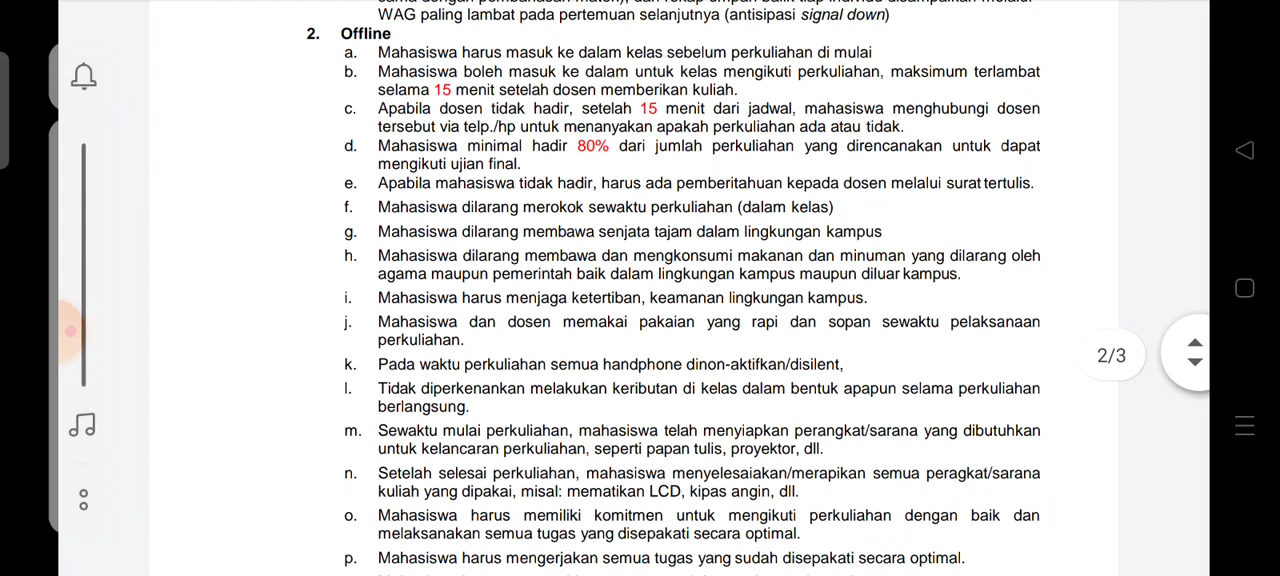 WAG paling lambat pada pertemuan selanjutnya (antisipasi signal down)
2. Offline
a. Mahasiswa harus masuk ke dalam kelas sebelum perkuliahan di mulai
b. Mahasiswa boleh masuk ke dalam untuk kelas mengikuti perkuliahan, maksimum terlambat
selama 15 menit setelah dosen memberikan kuliah.
c. Apabila dosen tidak hadir, setelah 15 menit dari jadwal, mahasiswa menghubungi dosen
tersebut via telp./hp untuk menanyakan apakah perkuliahan ada atau tidak.
d. Mahasiswa minimal hadir 80% dari jumlah perkuliahan yang direncanakan untuk dapat
mengikuti ujian final.
e. Apabila mahasiswa tidak hadir, harus ada pemberitahuan kepada dosen melalui surat tertulis.
f. Mahasiswa dilarang merokok sewaktu perkuliahan (dalam kelas)
g. Mahasiswa dilarang membawa senjata tajam dalam lingkungan kampus
h. Mahasiswa dilarang membawa dan mengkonsumi makanan dan minuman yang dilarang oleh
agama maupun pemerintah baik dalam lingkungan kampus maupun diluar kampus.
i. Mahasiswa harus menjaga ketertiban, keamanan lingkungan kampus.
j. Mahasiswa dan dosen memakai pakaian yang rapi dan sopan sewaktu pelaksanaan
perkuliahan.
k. Pada waktu perkuliahan semua handphone dinon-aktifkan/disilent,
l. Tidak diperkenankan melakukan keributan di kelas dalam bentuk apapun selama perkuliahan
berlangsung.
m. Sewaktu mulai perkuliahan, mahasiswa telah menyiapkan perangkat/sarana yang dibutuhkan
untuk kelancaran perkuliahan, seperti papan tulis, proyektor, dll.
n. Setelah selesai perkuliahan, mahasiswa menyelesaiakan/merapikan semua peragkat/sarana
kuliah yang dipakai, misal: mematikan LCD, kipas angin, dll.
o. Mahasiswa harus memiliki komitmen untuk mengikuti perkuliahan dengan baik dan
melaksanakan semua tugas yang disepakati secara optimal.
p. Mahasiswa harus mengerjakan semua tugas yang sudah disepakati secara optimal.
2/3